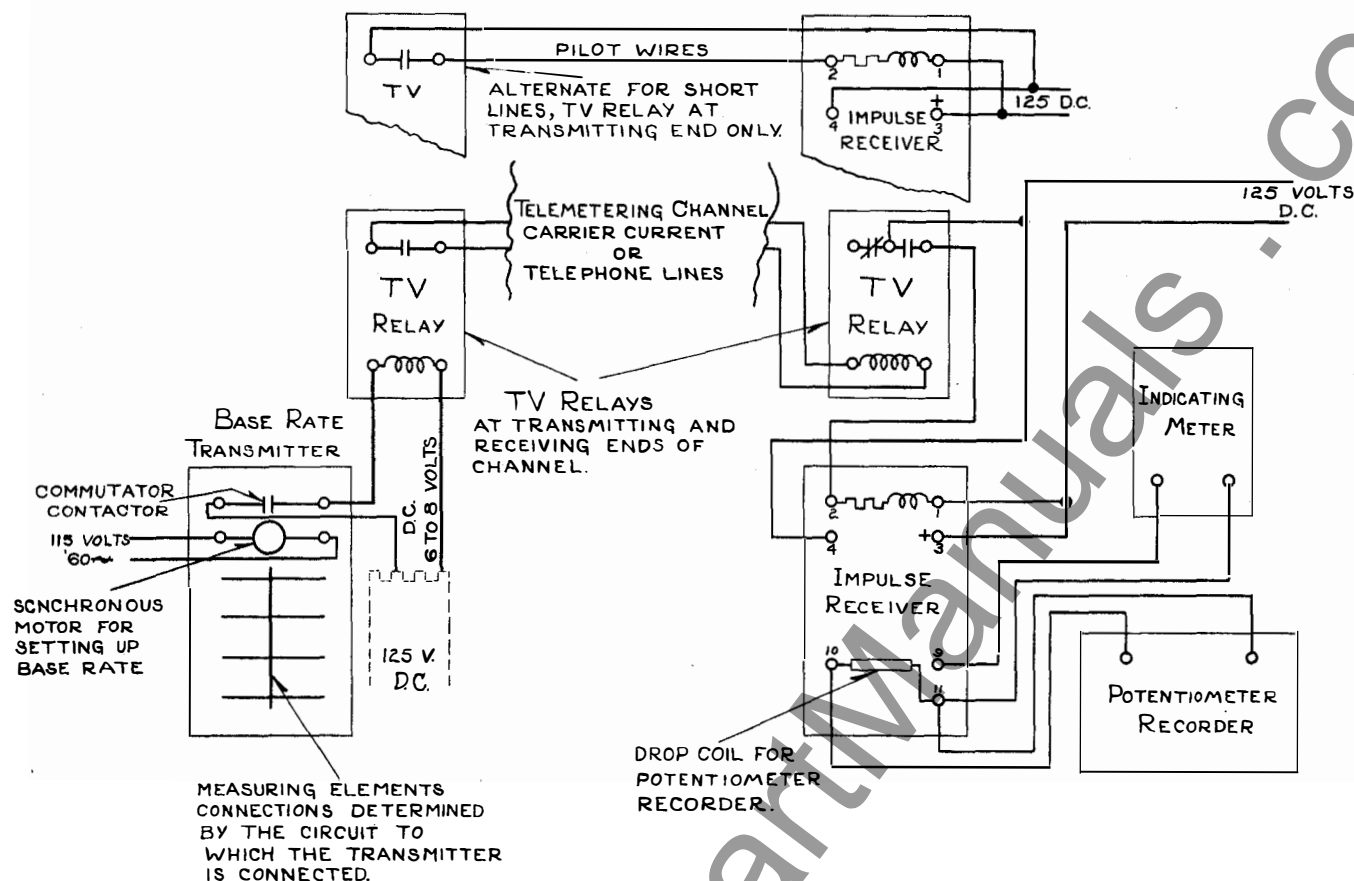 PILOT WIRES
TV
ALTERNATE FOR SHORT
LINES, TV RELAY AT
TRANSMITTING END ONLY.
2
1
4
IMPULSE
RECEIVER
+
3
125 D.C.
125 VOLTS
D.C.
TELEMETERING CHANNEL
CARRIER CURRENT
OR
TELEPHONE LINES
TV
RELAY
TV
RELAY
TV RELAYS
AT TRANSMITTING AND
RECEIVING ENDS OF
CHANNEL.
INDICATING
METER
BASE RATE
TRANSMITTER
COMMUTATOR
CONTACTOR
115 VOLTS
60~
SCNCHRONOUS
MOTOR FOR
SETTING UP
BASE RATE
D.C.
6 TO 8 VOLTS
125 V.
D.C.
2
1
4
+3
IMPULSE
RECEIVER
10
9
11
POTENTIOMETER
RECORDER
DROP COIL FOR
POTENTIOMETER
RECORDER.
MEASURING ELEMENTS
CONNECTIONS DETERMINED
BY THE CIRCUIT TO
WHICH THE TRANSMITTER
IS CONNECTED.
artManuals . co